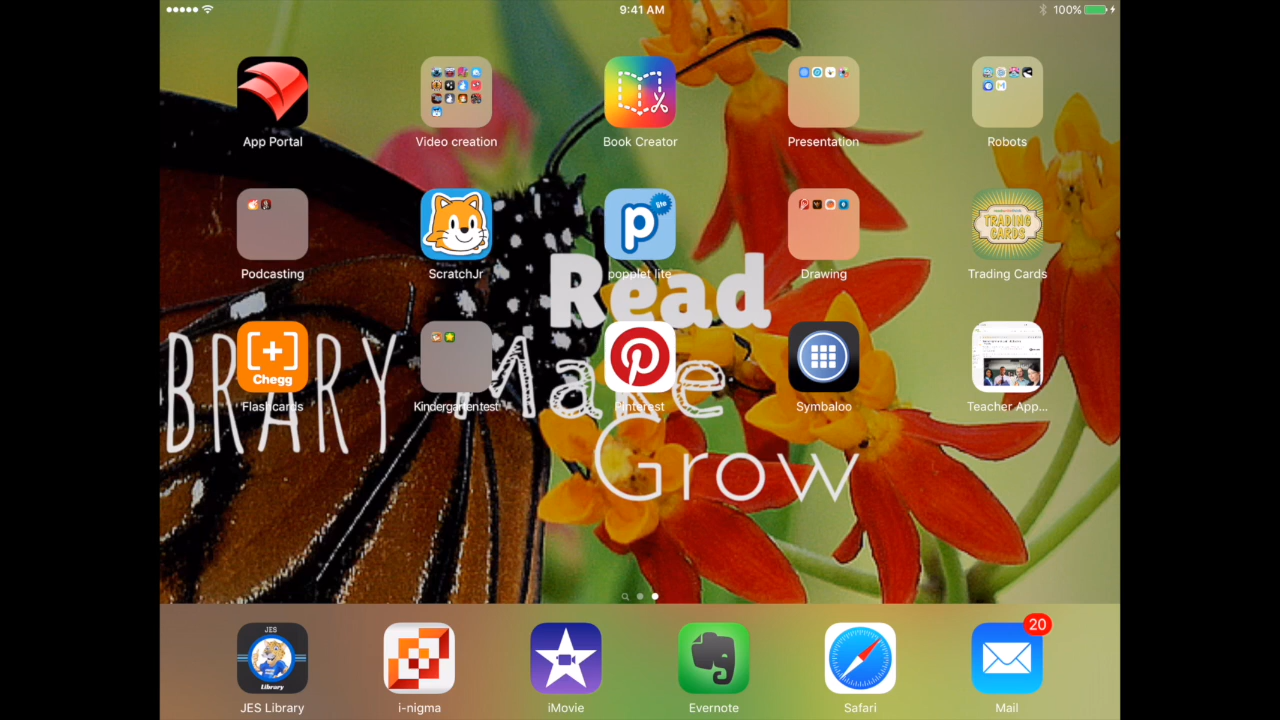 9:41 AM
100%
App Portal
Video creation
Book Creator
Presentation
Robots
Podcasting
ScratchJr
lite
popplet lite
Drawing
TRADING CARDS
Trading Cards
Read
Chegg
Flashcards
Kindergartentest
Pinterest
Symbaloo
Teacher App...
BRARY
Make
Grow
20
JES
Library
JES Library
i-nigma
iMovie
Evernote
Safari
Mail